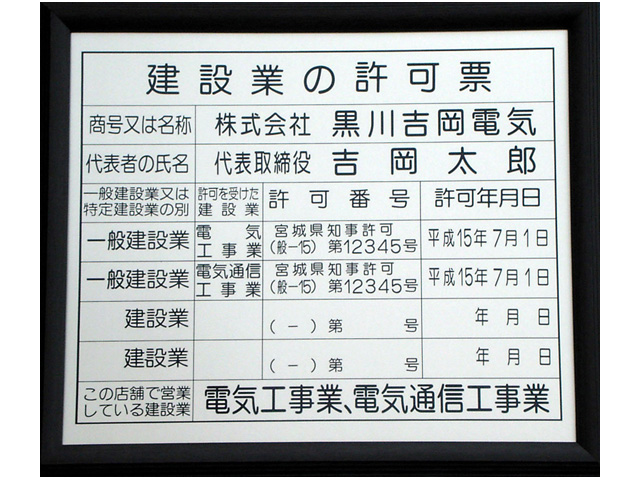 建設業の許可票
商号又は名称 株式会社 黒川吉岡電気
代表者の氏名 代表取締役 吉岡太郎
一般建設業又は特定建設業の別 許可を受けた建設業 許可番号 許可年月日
一般建設業 電気工事業 宮城県知事許可(般-15)第12345号 平成15年7月1日
一般建設業 電気通信工事業 宮城県知事許可(般-15)第12345号 平成15年7月1日
建設業 (-)第 号 年 月 日
建設業 (-)第 号 年 月 日
この店舗で営業している建設業 電気工事業、電気通信工事業